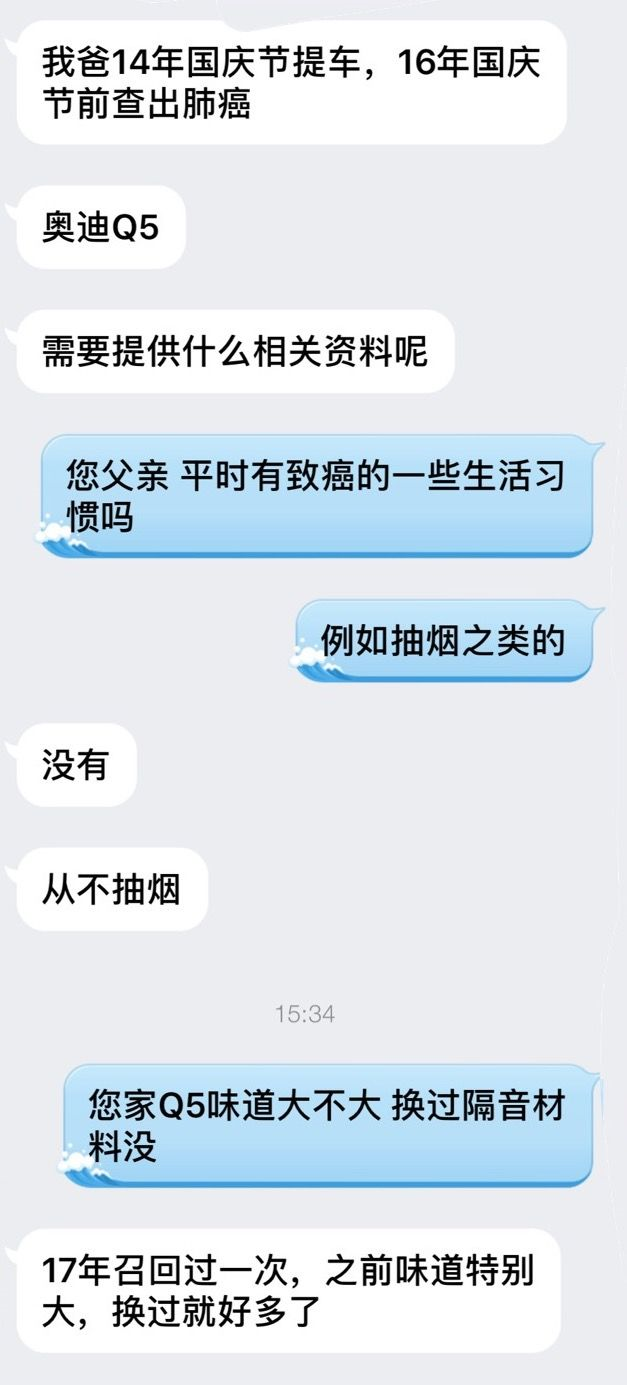 我爸14年国庆节提车，16年国庆
节前查出肺癌
奥迪Q5
需要提供什么相关资料呢
您父亲 平时有致癌的一些生活习
惯吗
例如抽烟之类的
没有
从不抽烟
15:34
您家Q5味道大不大 换过隔音材
料没
17年召回过一次，之前味道特别
大，换过就好多了